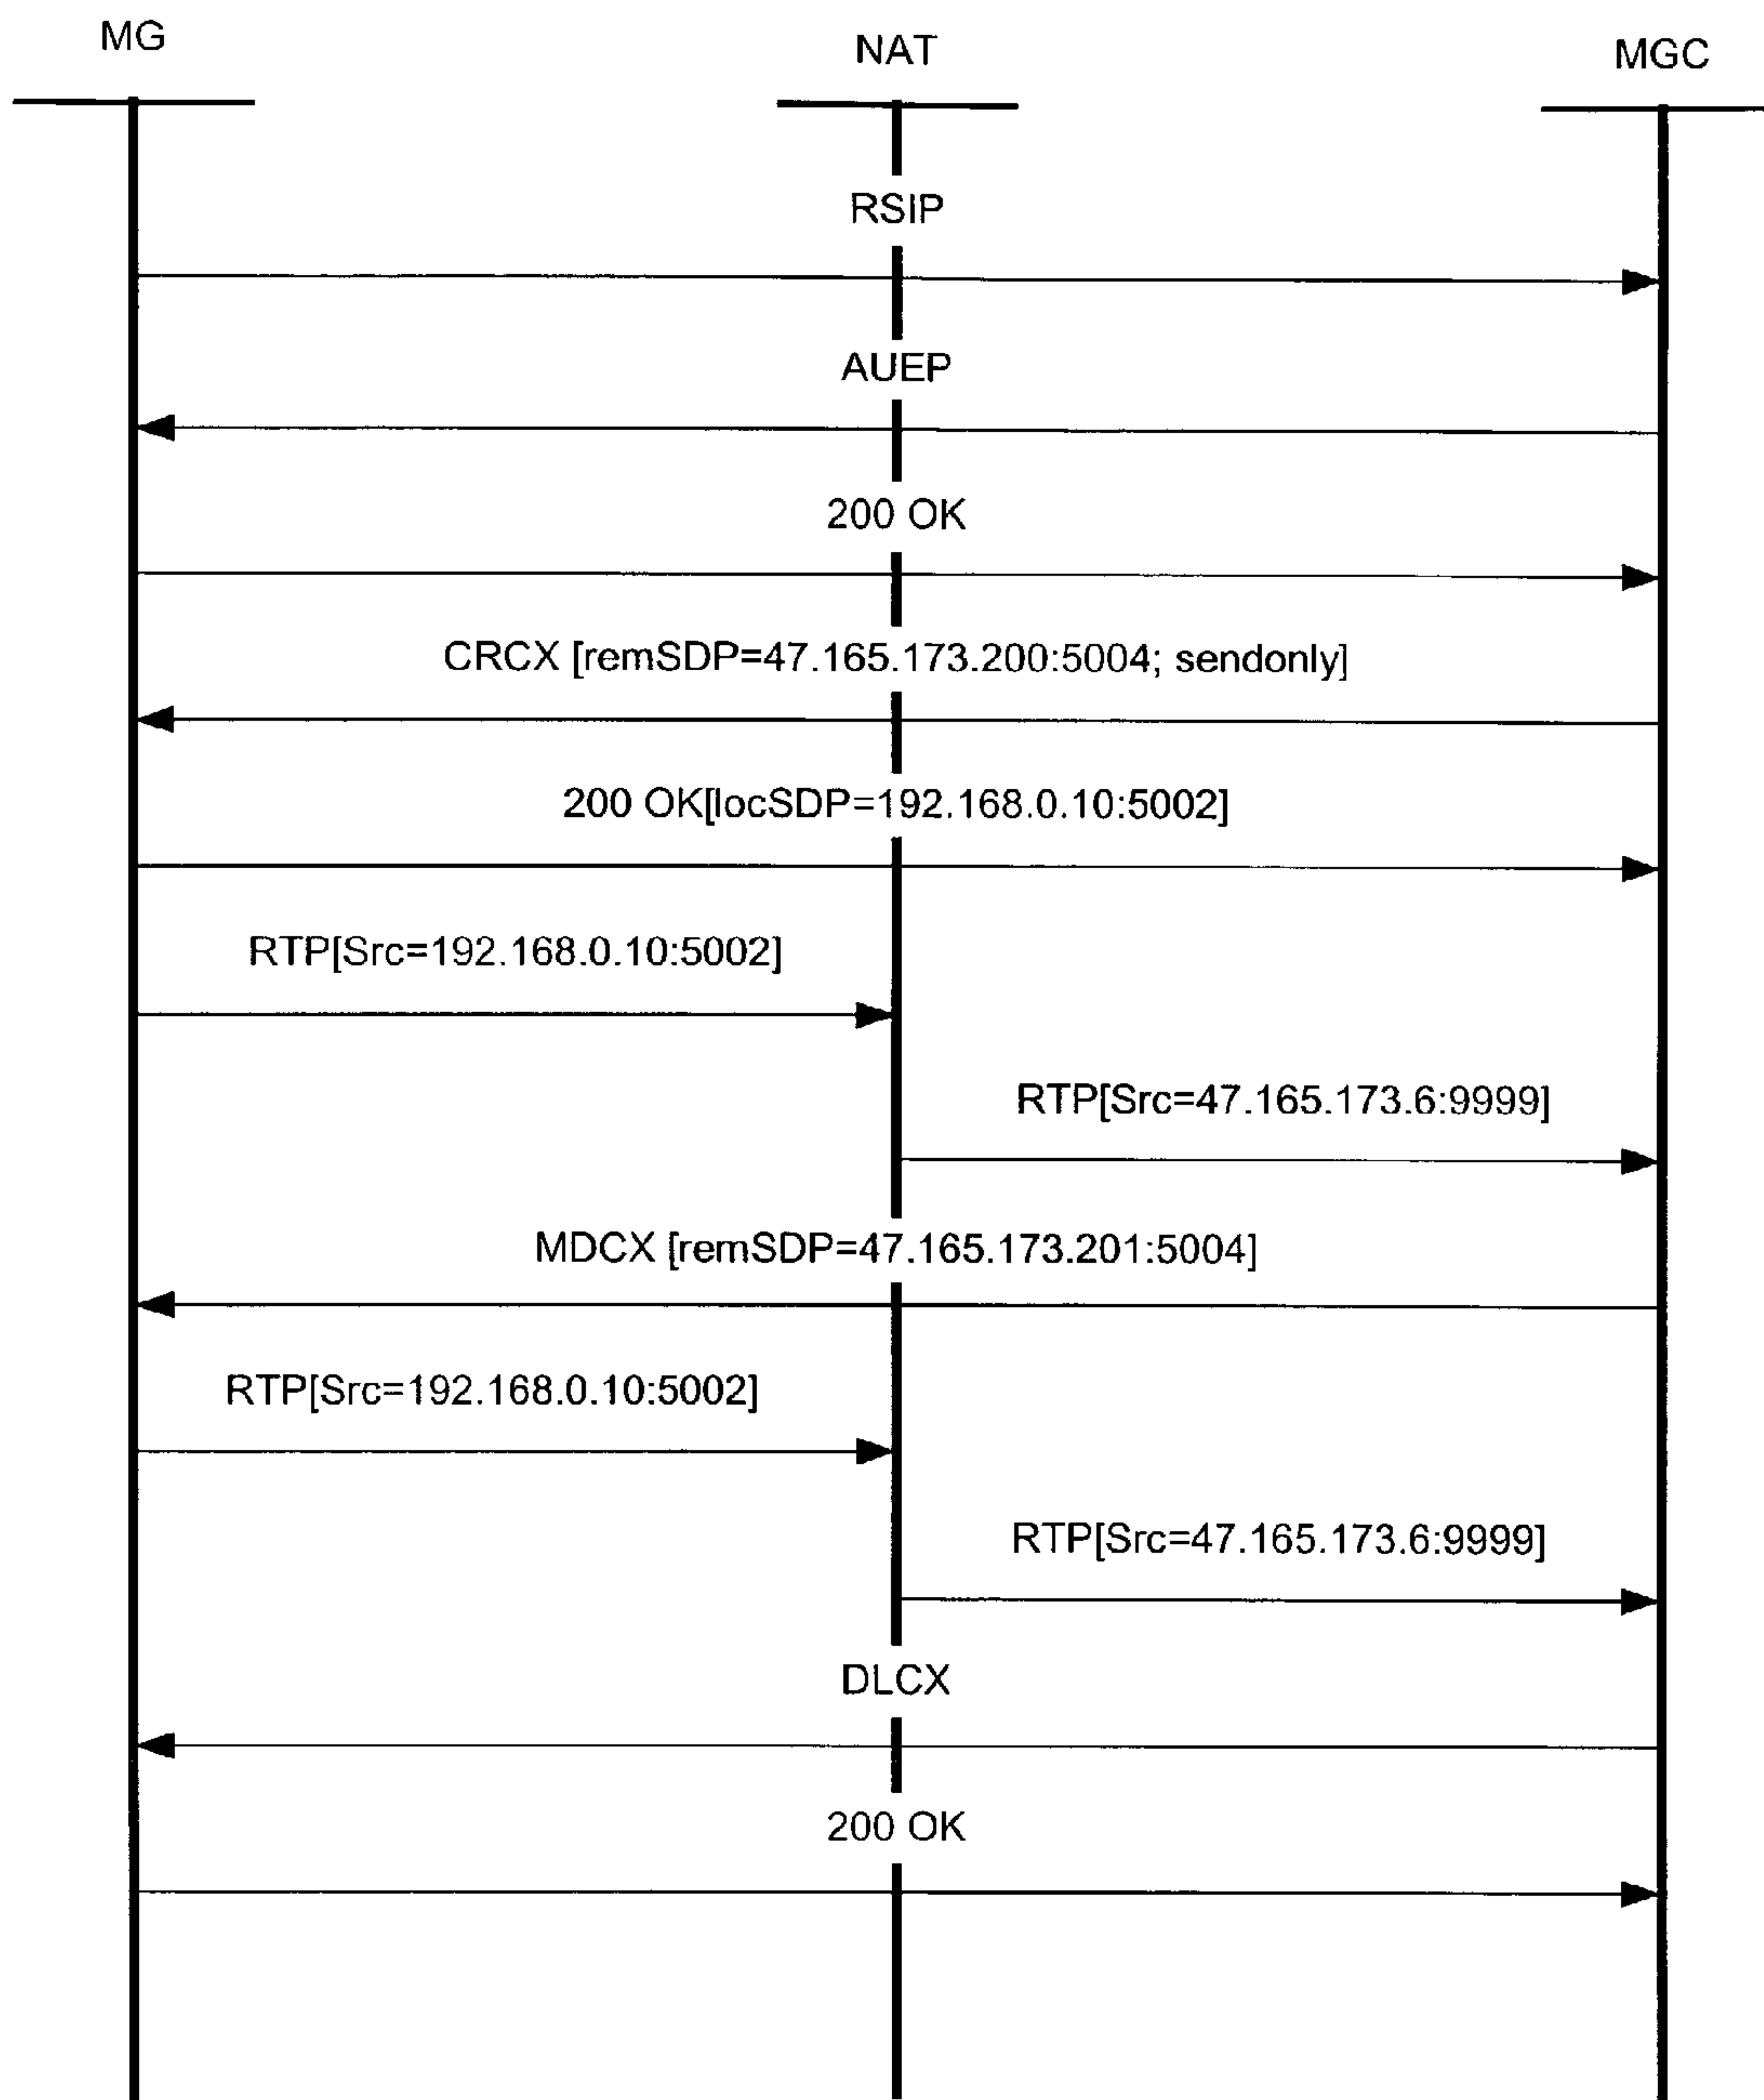 MG
NAT
MGC
RSIP
AUEP
200 OK
CRCX [remSDP=47.165.173.200:5004; sendonly]
200 OK[locSDP=192.168.0.10:5002]
RTP[Src=192.168.0.10:5002]
RTP[Src=47.165.173.6:9999]
MDCX [remSDP=47.165.173.201:5004]
RTP[Src=192.168.0.10:5002]
RTP[Src=47.165.173.6:9999]
DLCX
200 OK